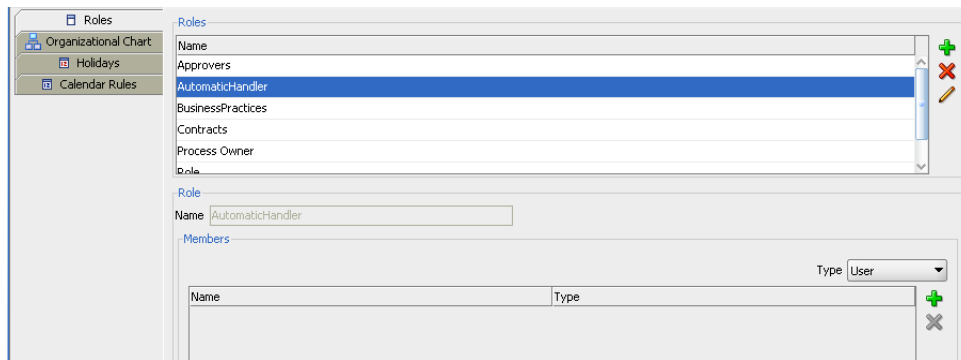 Roles
Organizational Chart
Holidays
Calendar Rules
Roles
Name
Approvers
AutomaticHandler
BusinessPractices
Contracts
Process Owner
Role
Role
Name AutomaticHandler
Members
Type User
Name Type